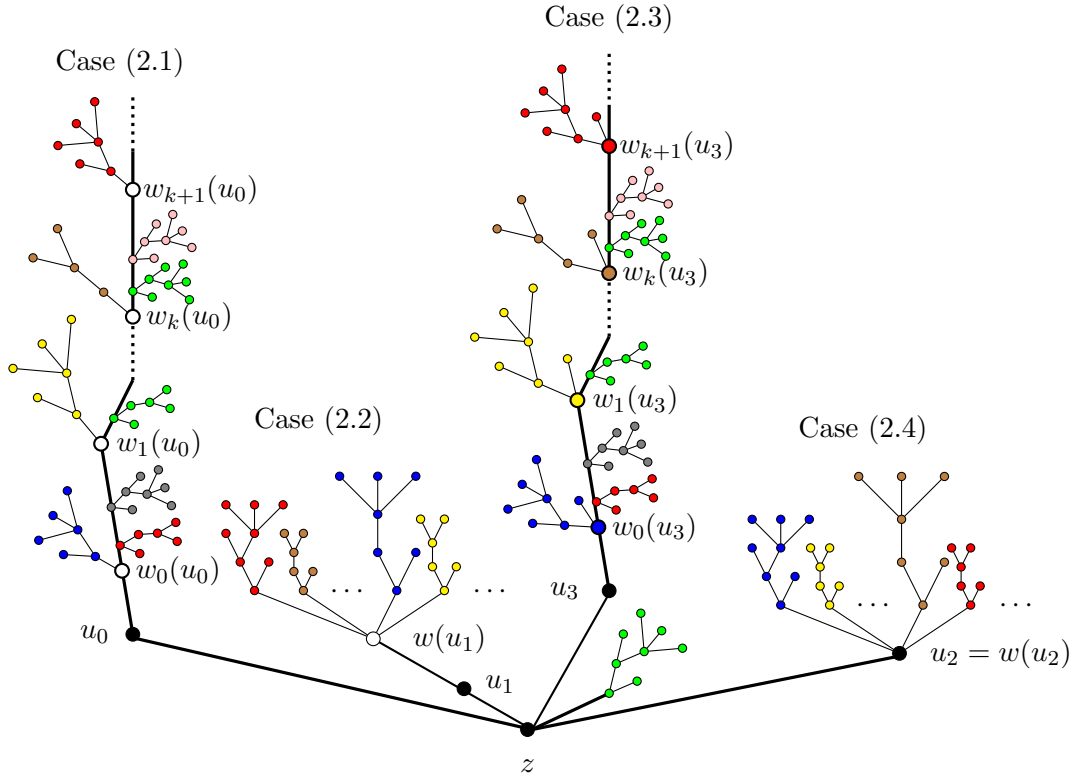 Case (2.3)
Case (2.1)
w_{k+1}(u_3)
w_{k+1}(u_0)
w_k(u_3)
w_k(u_0)
w_1(u_3)
Case (2.2)
Case (2.4)
w_1(u_0)
w_0(u_3)
w_0(u_0)
... ...
u_3
... ...
u_0
w(u_1)
u_2 = w(u_2)
u_1
z